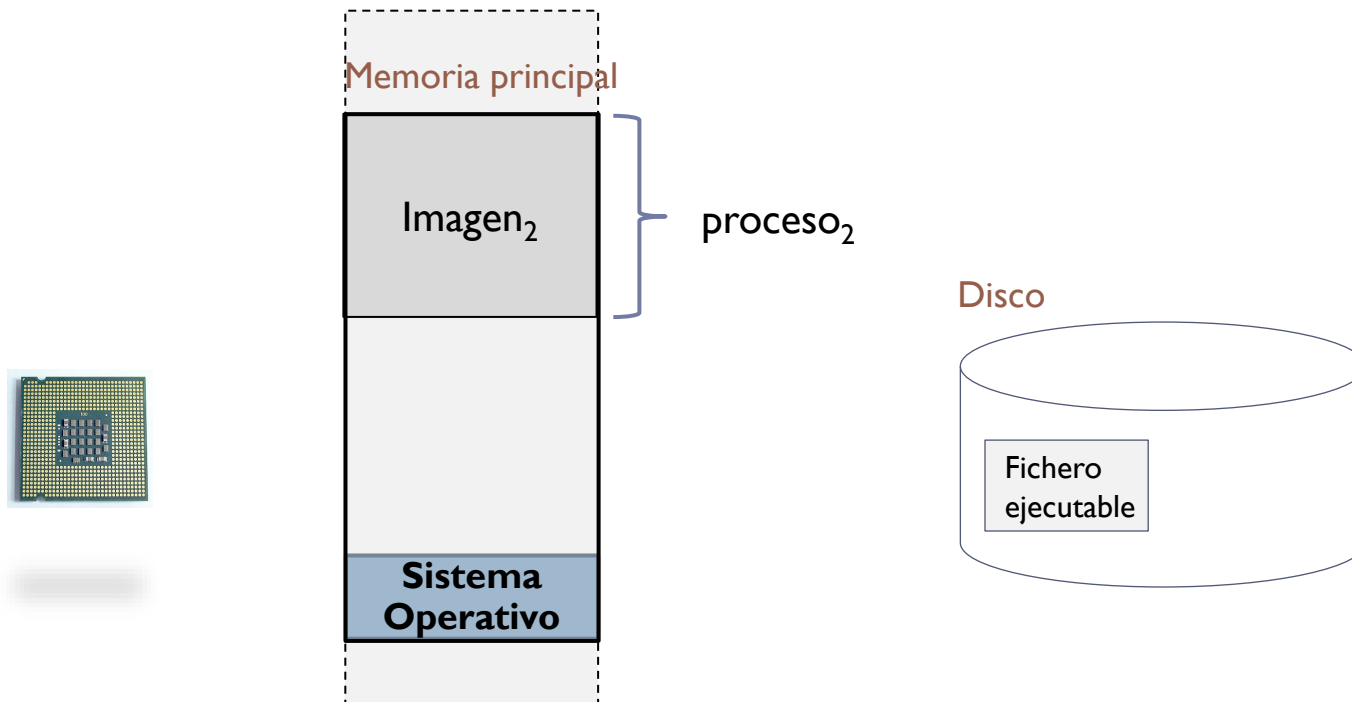 Memoria principal
Imagen₂
proceso₂
Disco
Fichero
ejecutable
Sistema
Operativo